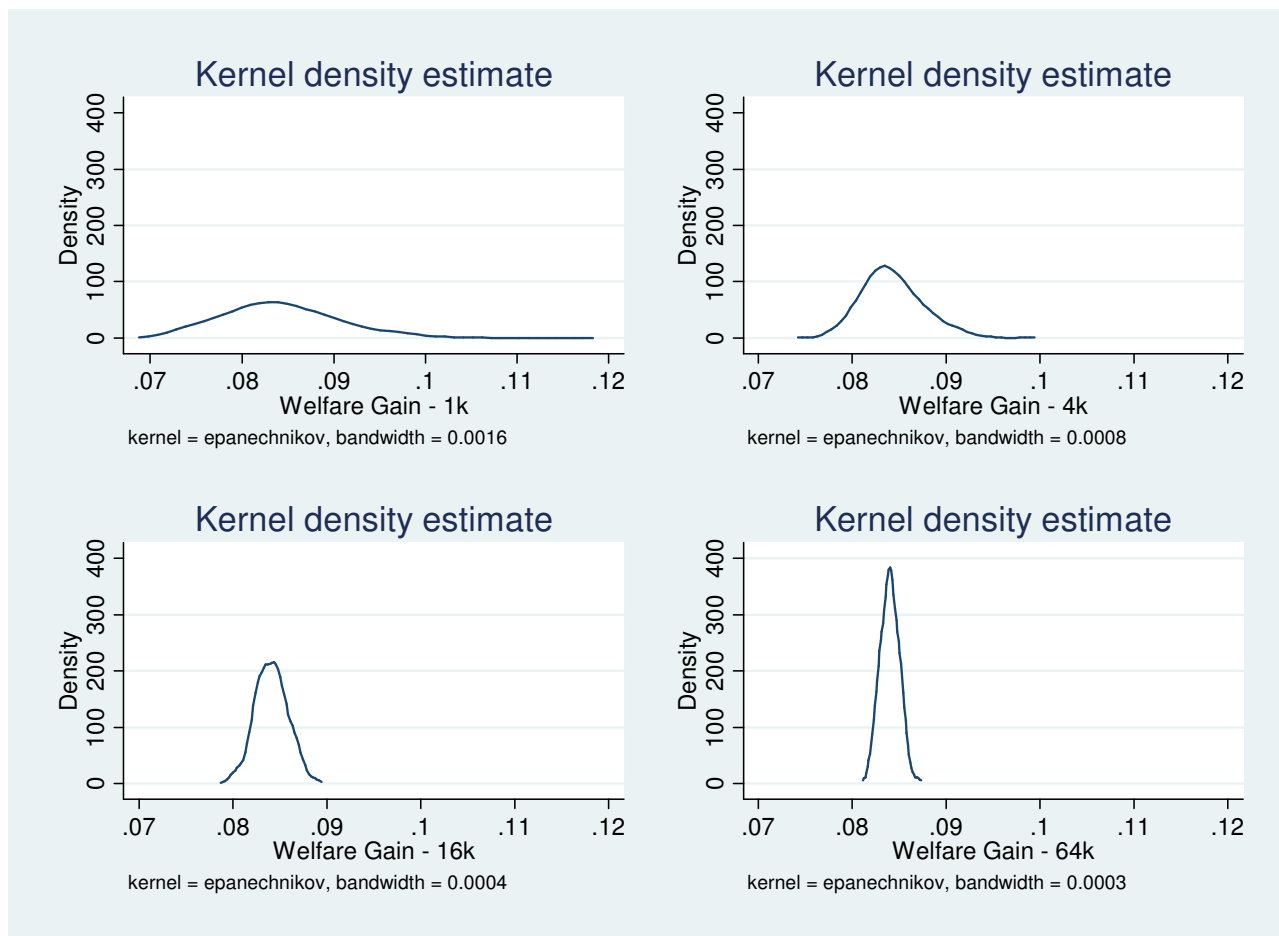 Kernel density estimate
400
300
200
100
0
Density
.07 .08 .09 .1 .11 .12
Welfare Gain - 1k
kernel = epanechnikov, bandwidth = 0.0016
Kernel density estimate
400
300
200
100
0
Density
.07 .08 .09 .1 .11 .12
Welfare Gain - 4k
kernel = epanechnikov, bandwidth = 0.0008
Kernel density estimate
400
300
200
100
0
Density
.07 .08 .09 .1 .11 .12
Welfare Gain - 16k
kernel = epanechnikov, bandwidth = 0.0004
Kernel density estimate
400
300
200
100
0
Density
.07 .08 .09 .1 .11 .12
Welfare Gain - 64k
kernel = epanechnikov, bandwidth = 0.0003